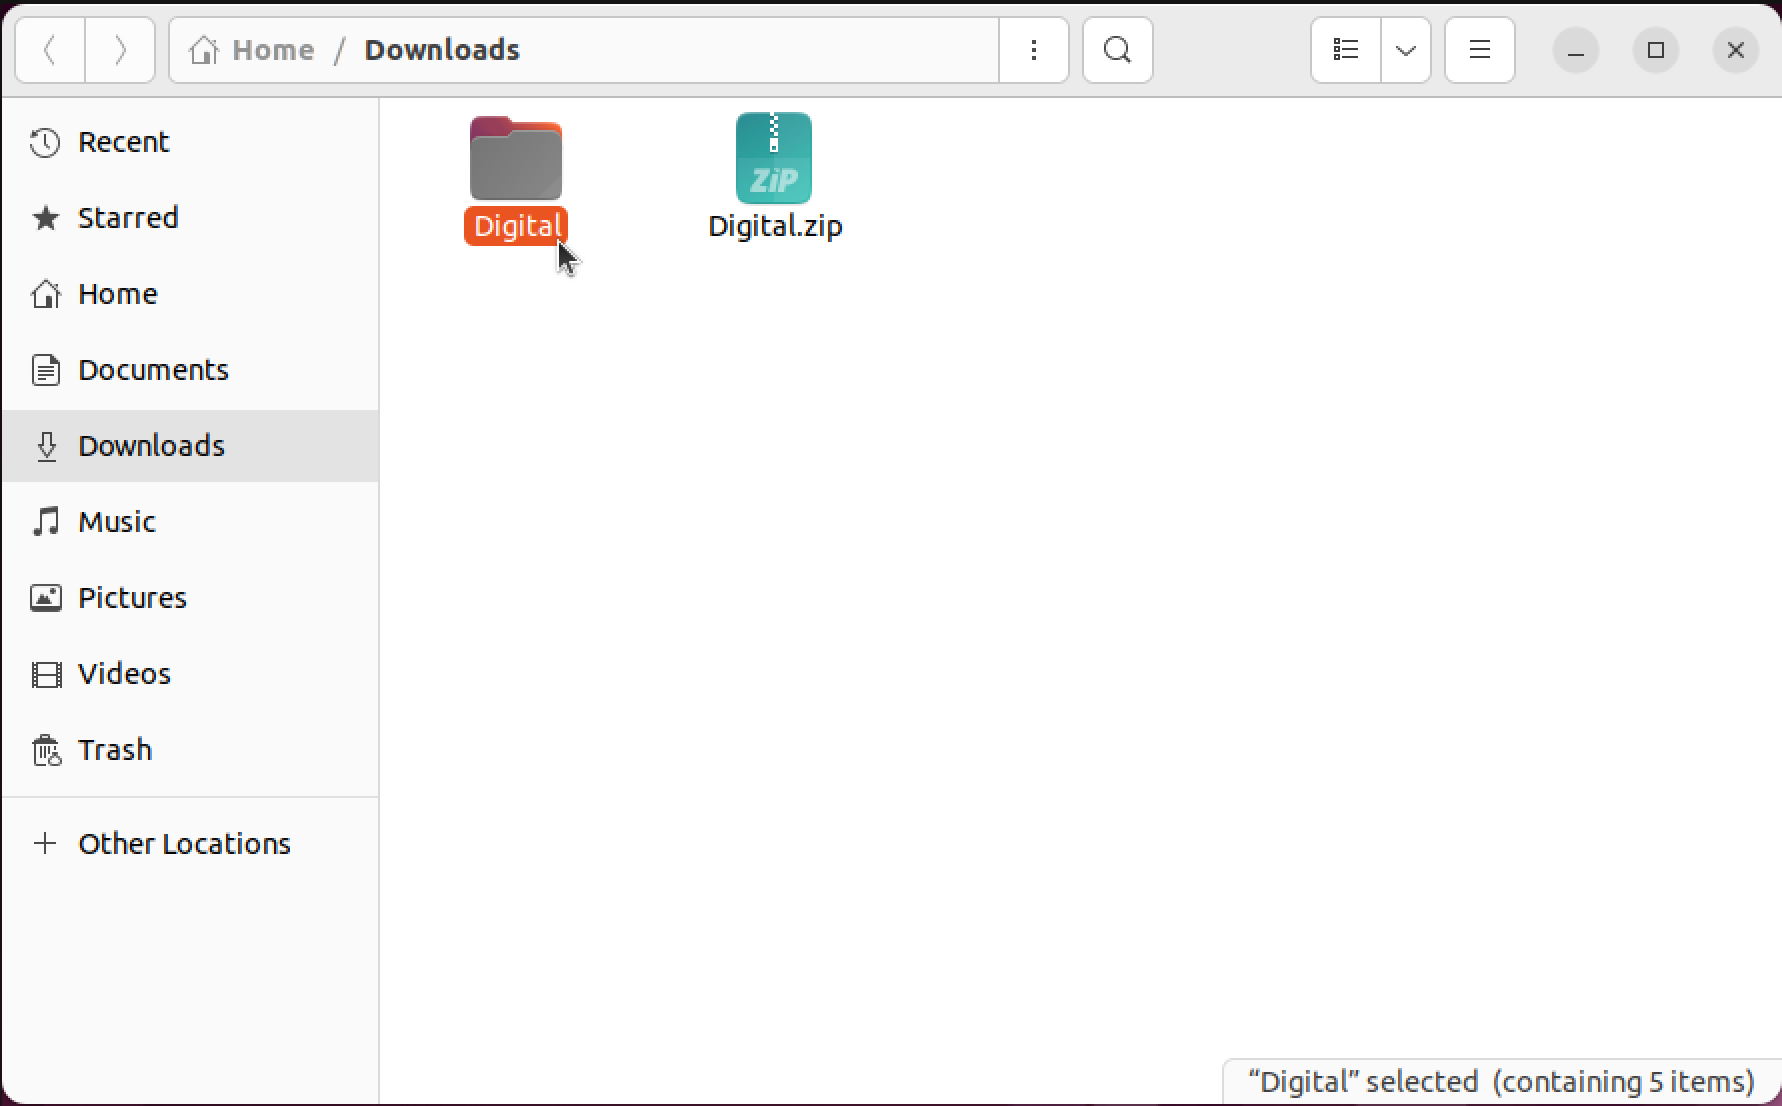 Home / Downloads
Recent
Starred
Home
Documents
Downloads
Music
Pictures
Videos
Trash
Other Locations
ZiP
Digital
Digital.zip
“Digital” selected (containing 5 items)